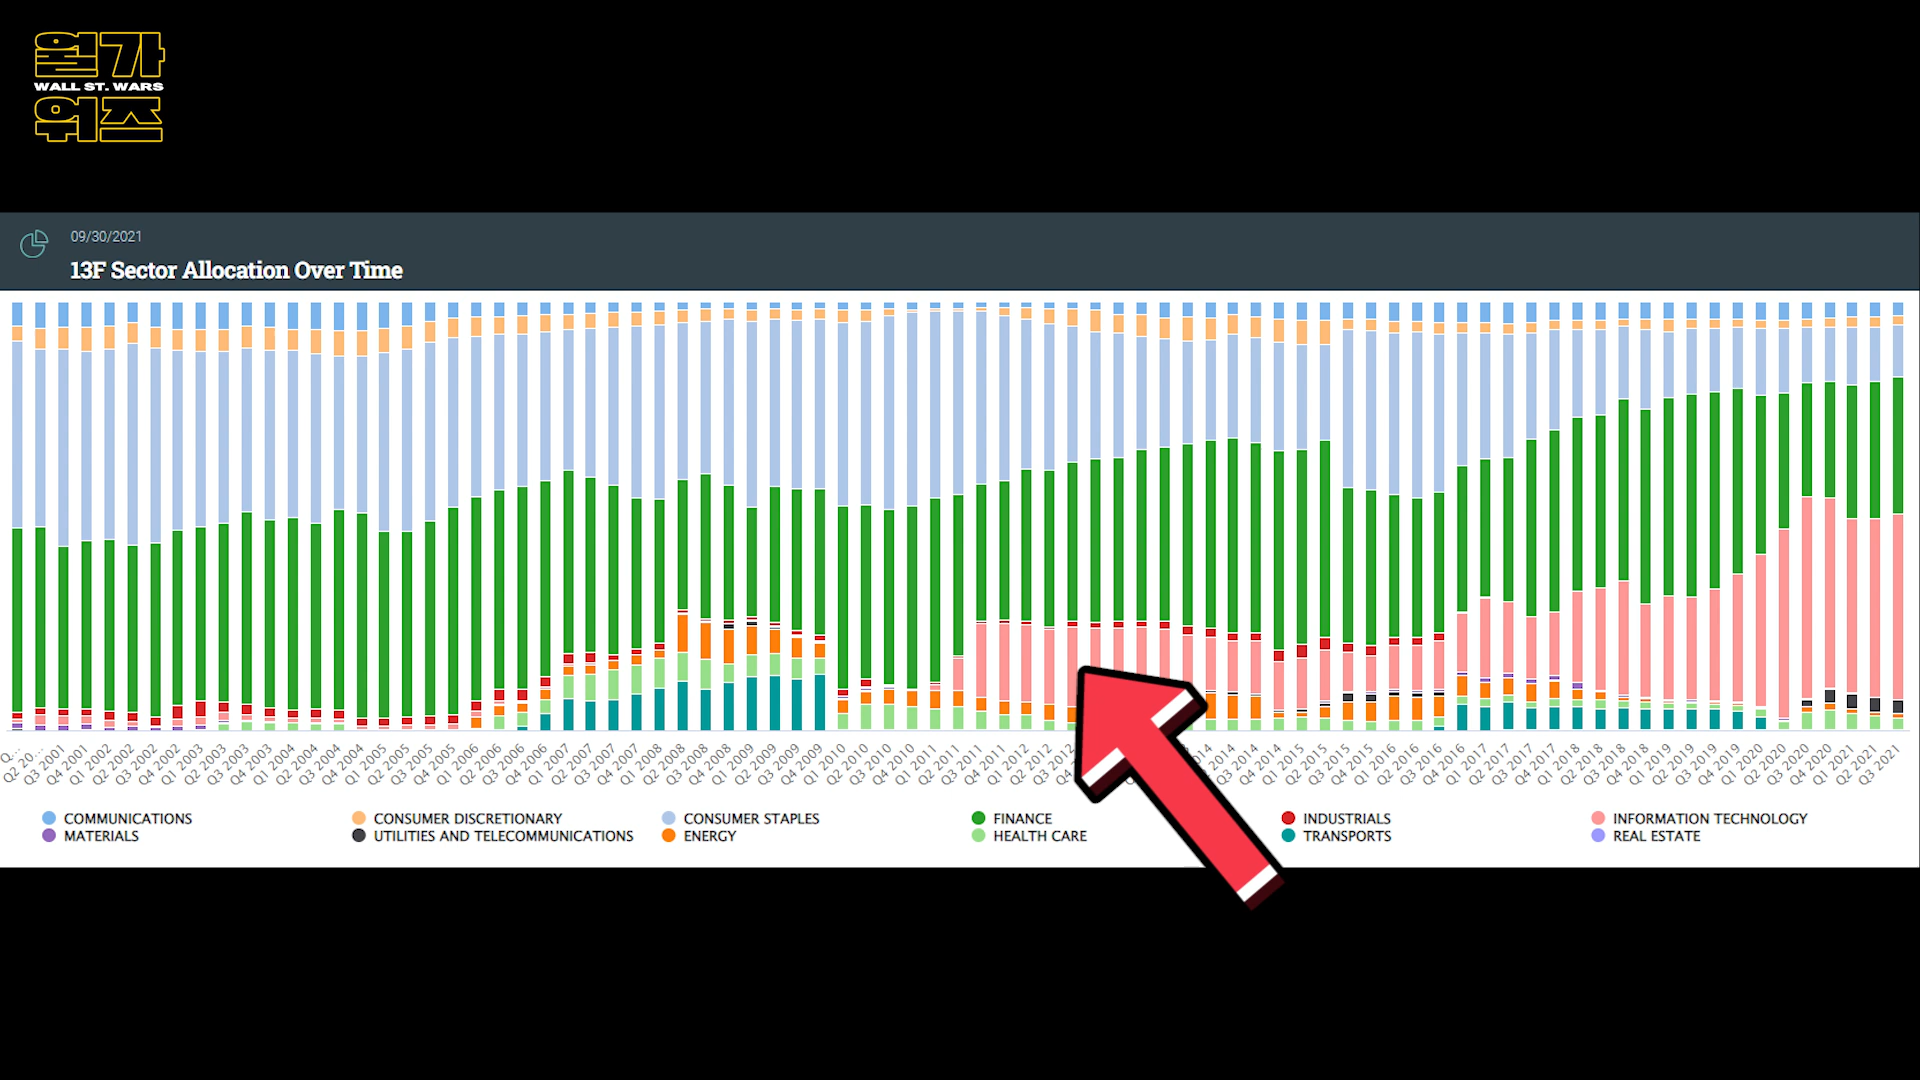 월가
WALL ST. WARS
워즈
09/30/2021
13F Sector Allocation Over Time
Q...
Q2 20...
Q3 2001
Q4 2001
Q1 2002
Q2 2002
Q3 2002
Q4 2002
Q1 2003
Q2 2003
Q3 2003
Q4 2003
Q1 2004
Q2 2004
Q3 2004
Q4 2004
Q1 2005
Q2 2005
Q3 2005
Q4 2005
Q1 2006
Q2 2006
Q3 2006
Q4 2006
Q1 2007
Q2 2007
Q3 2007
Q4 2007
Q1 2008
Q2 2008
Q3 2008
Q4 2008
Q1 2009
Q2 2009
Q3 2009
Q4 2009
Q1 2010
Q2 2010
Q3 2010
Q4 2010
Q1 2011
Q2 2011
Q3 2011
Q4 2011
Q1 2012
Q2 2012
Q3 2012
2014
Q3 2014
Q4 2014
Q1 2015
Q2 2015
Q3 2015
Q4 2015
Q1 2016
Q2 2016
Q3 2016
Q4 2016
Q1 2017
Q2 2017
Q3 2017
Q4 2017
Q1 2018
Q2 2018
Q3 2018
Q4 2018
Q1 2019
Q2 2019
Q3 2019
Q4 2019
Q1 2020
Q2 2020
Q3 2020
Q4 2020
Q1 2021
Q2 2021
Q3 2021
COMMUNICATIONS CONSUMER DISCRETIONARY CONSUMER STAPLES FINANCE INDUSTRIALS INFORMATION TECHNOLOGY
MATERIALS UTILITIES AND TELECOMMUNICATIONS ENERGY HEALTH CARE TRANSPORTS REAL ESTATE